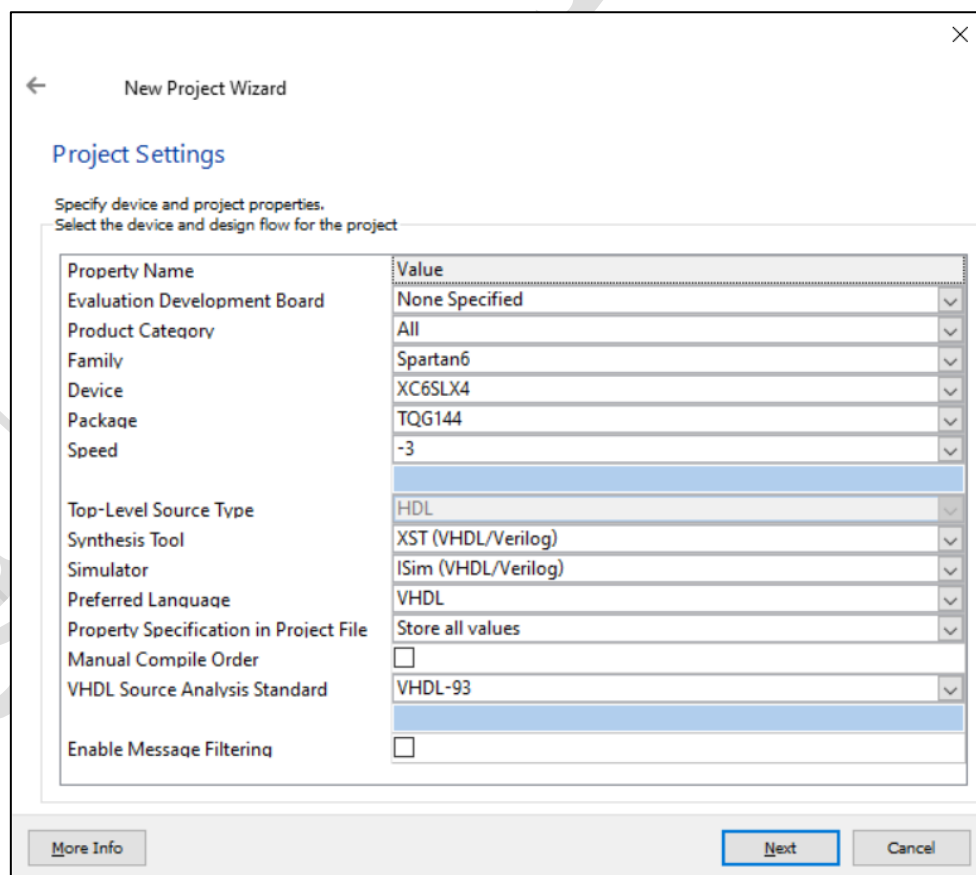 New Project Wizard
Project Settings
Specify device and project properties.
Select the device and design flow for the project
Property Name Value
Evaluation Development Board None Specified
Product Category All
Family Spartan6
Device XC6SLX4
Package TQG144
Speed -3
Top-Level Source Type HDL
Synthesis Tool XST (VHDL/Verilog)
Simulator ISim (VHDL/Verilog)
Preferred Language VHDL
Property Specification in Project File Store all values
Manual Compile Order
VHDL Source Analysis Standard VHDL-93
Enable Message Filtering
More Info Next Cancel